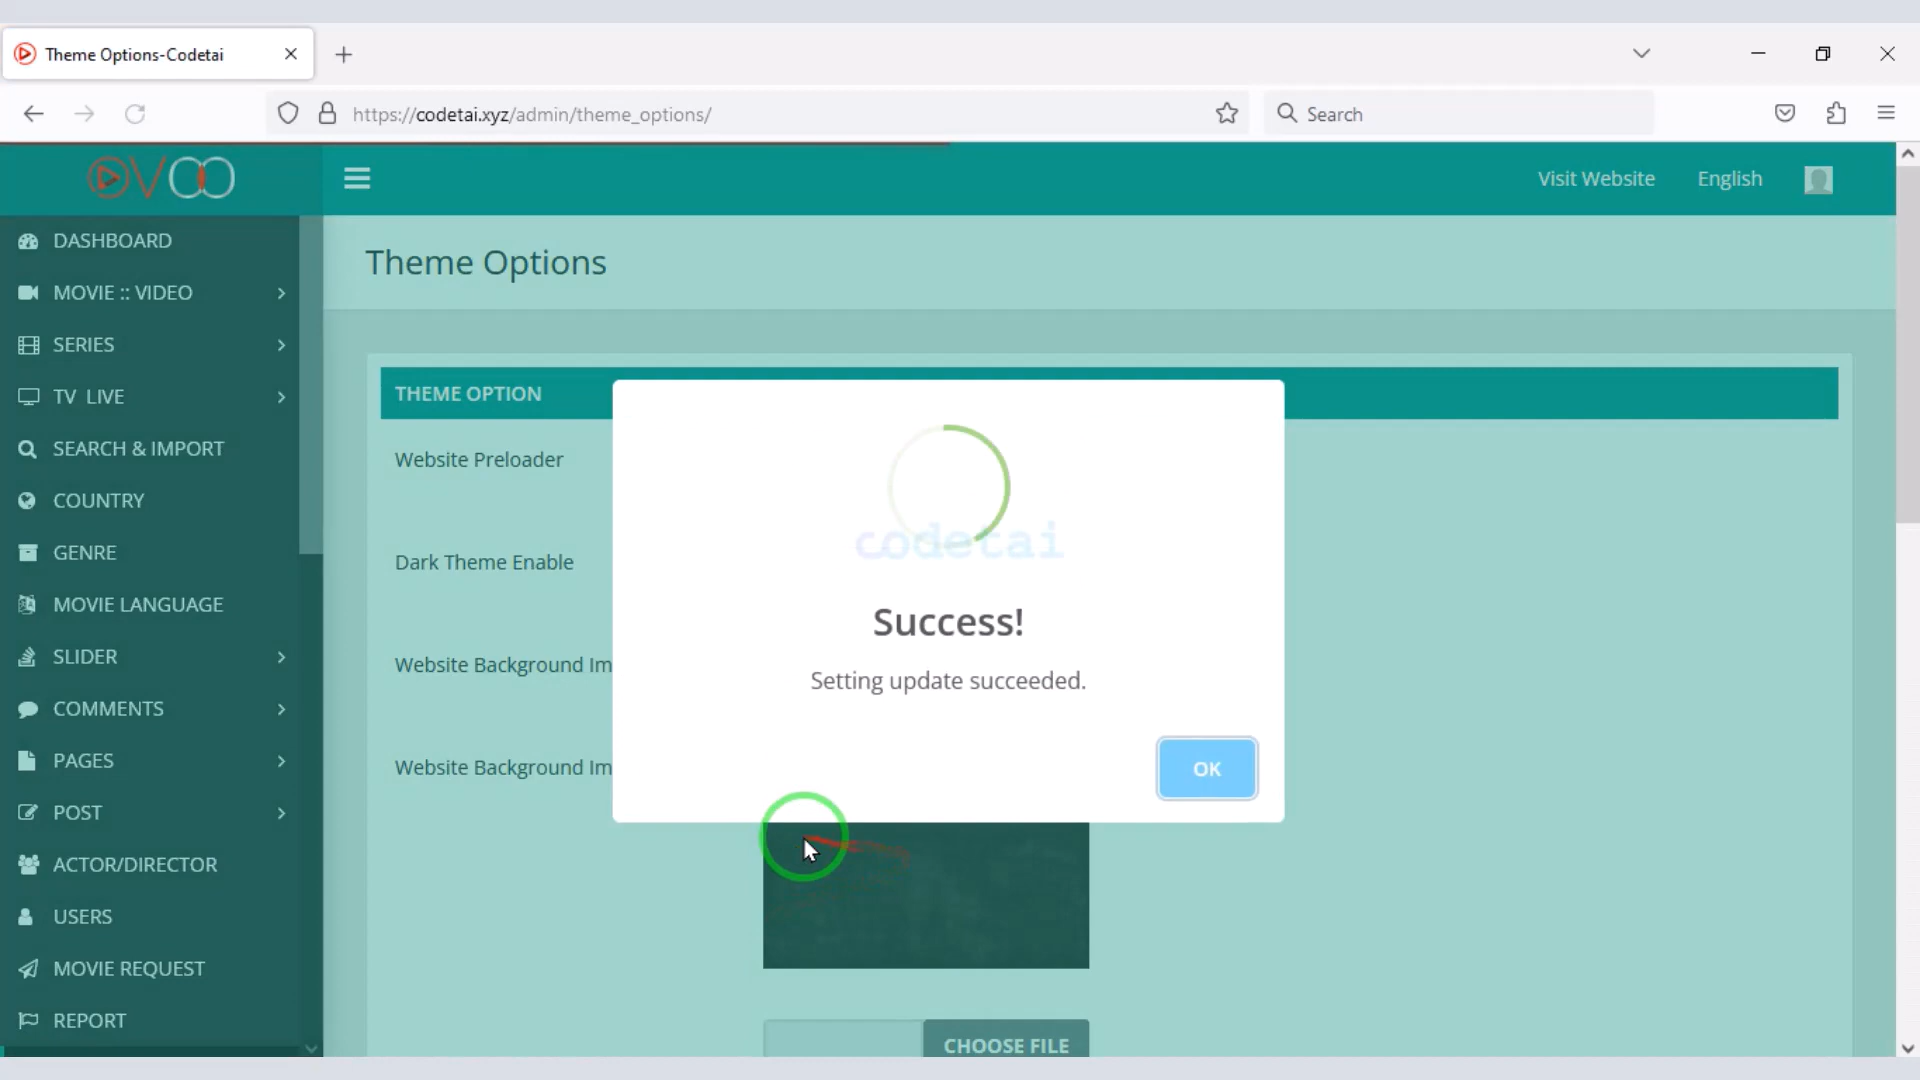 Theme Options-Codetai
https://codetai.xyz/admin/theme_options/
Search
OVOO
Visit Website
English
DASHBOARD
MOVIE :: VIDEO
SERIES
TV LIVE
SEARCH & IMPORT
COUNTRY
GENRE
MOVIE LANGUAGE
SLIDER
COMMENTS
PAGES
POST
ACTOR/DIRECTOR
USERS
MOVIE REQUEST
REPORT
Theme Options
THEME OPTION
Website Preloader
Dark Theme Enable
Website Background Im
Website Background Im
codetai
Success!
Setting update succeeded.
OK
CHOOSE FILE